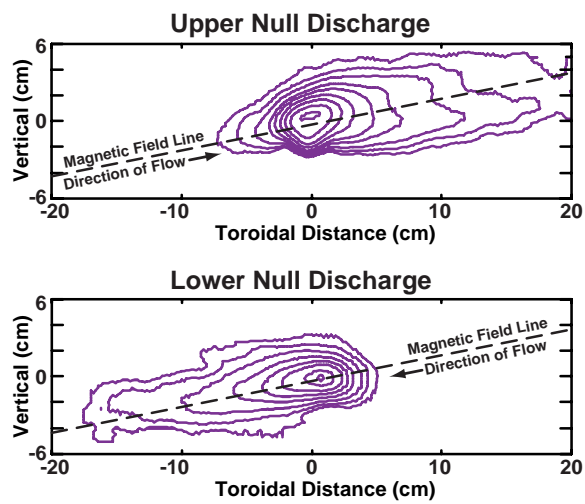 Upper Null Discharge
6
0
-6
Vertical (cm)
Magnetic Field Line
Direction of Flow
-20
-10
0
10
20
Toroidal Distance (cm)
Lower Null Discharge
6
0
-6
Vertical (cm)
Magnetic Field Line
Direction of Flow
-20
-10
0
10
20
Toroidal Distance (cm)